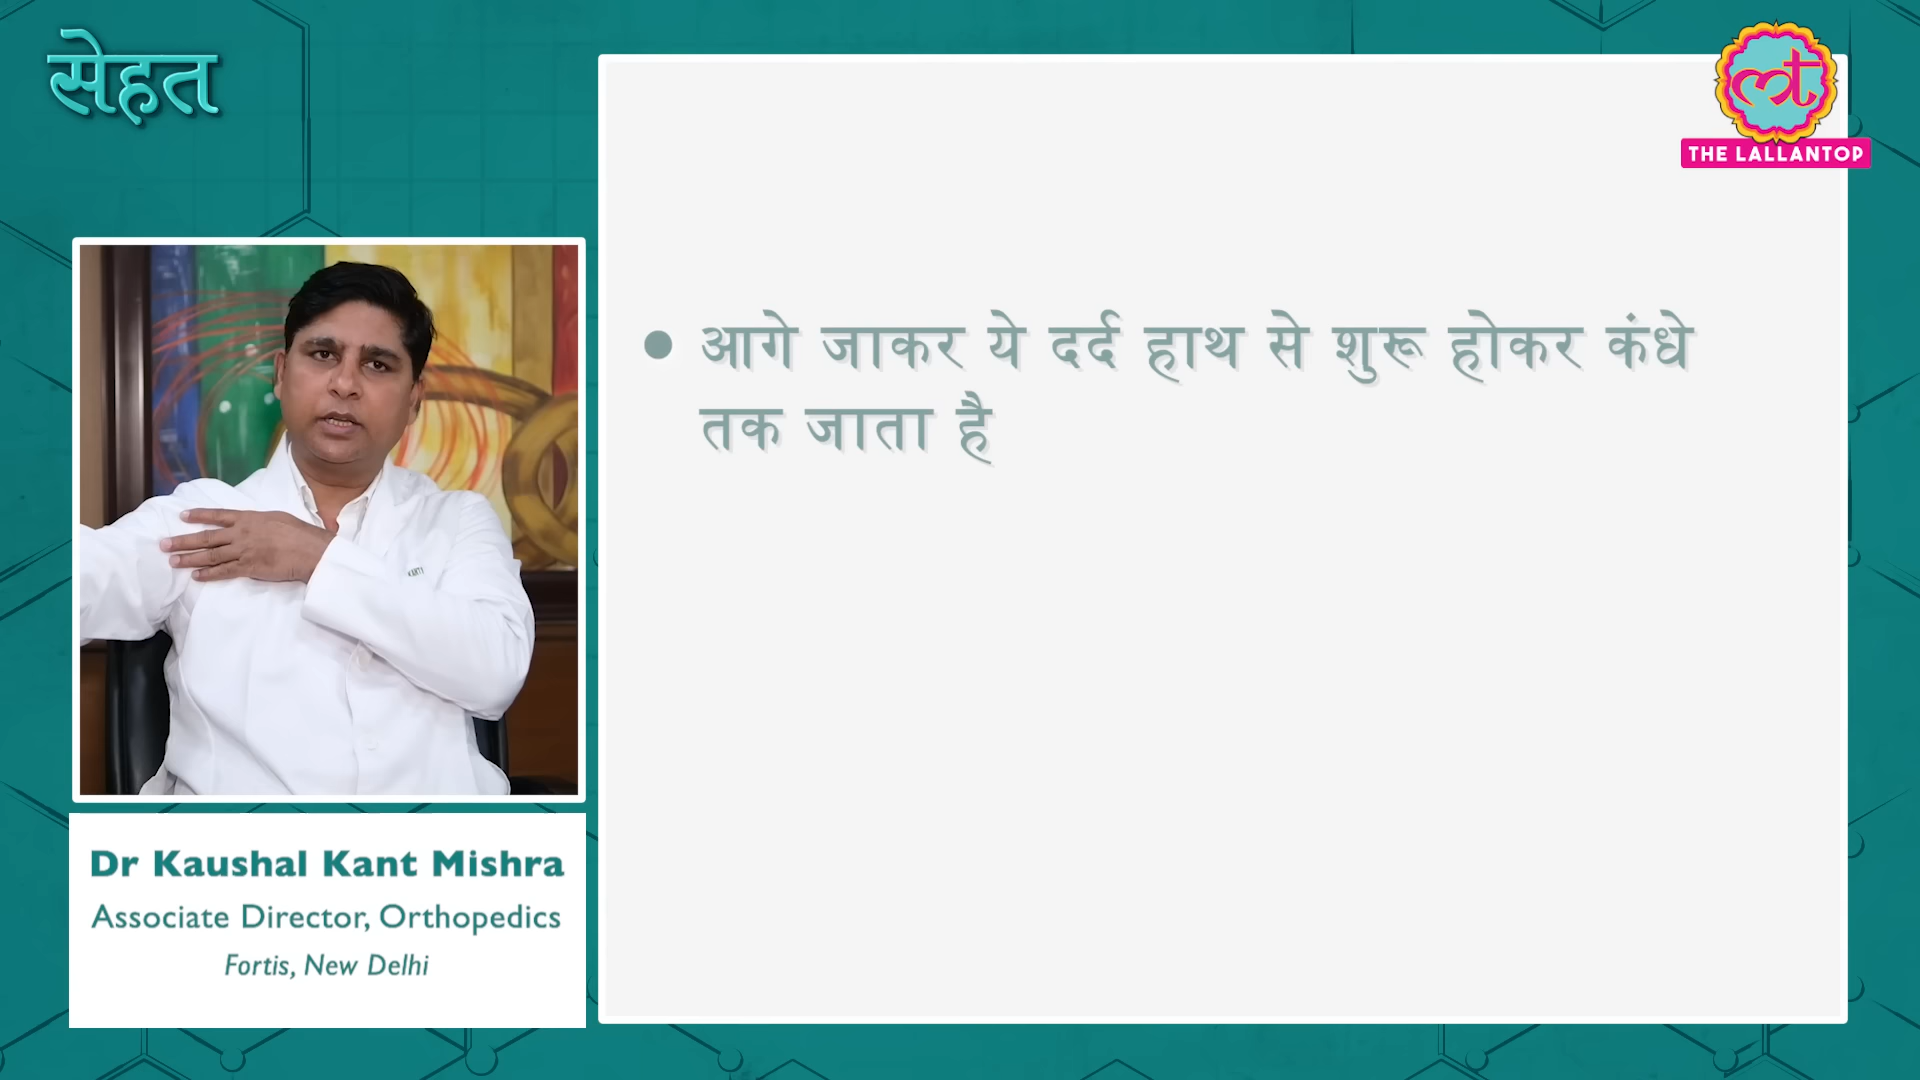 सेहत
THE LALLANTOP
• आगे जाकर ये दर्द हाथ से शुरू होकर कंधे
तक जाता है
Dr Kaushal Kant Mishra
Associate Director, Orthopedics
Fortis, New Delhi